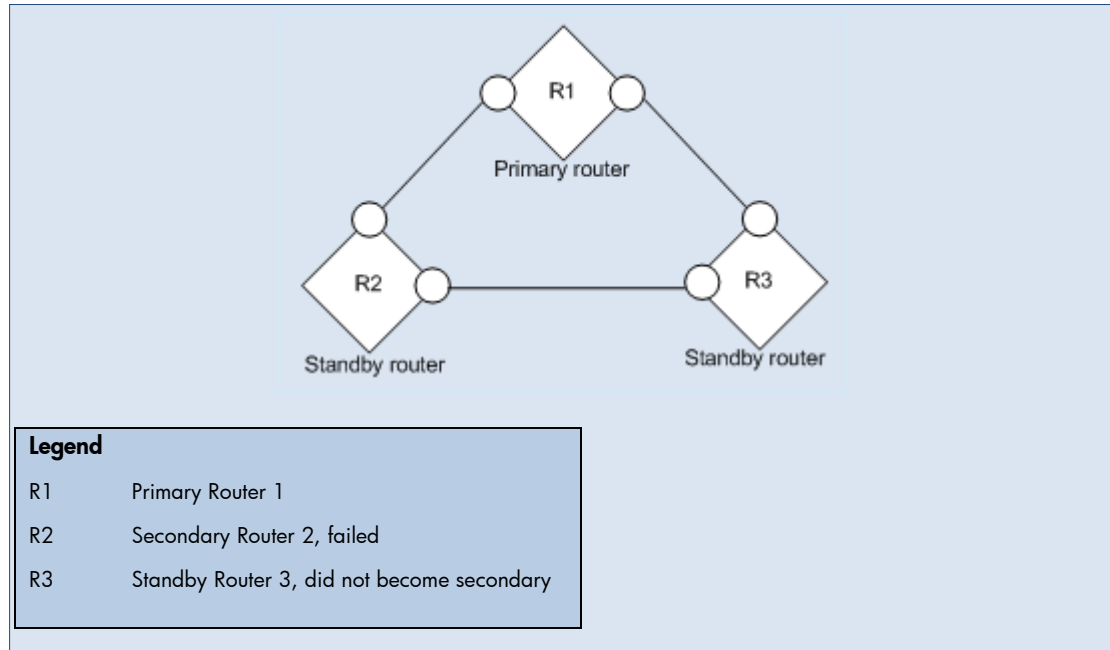 R1
Primary router
R2
R3
Standby router
Standby router
Legend
R1 Primary Router 1
R2 Secondary Router 2, failed
R3 Standby Router 3, did not become secondary